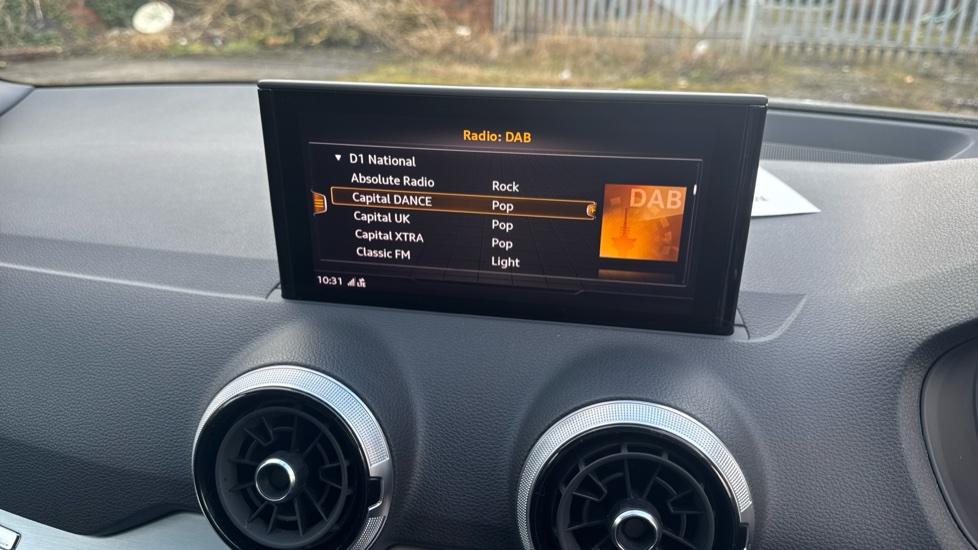 Radio: DAB
▼ D1 National
Absolute Radio Rock
Capital DANCE Pop
Capital UK Pop
Capital XTRA Pop
Classic FM Light
DAB
10:31